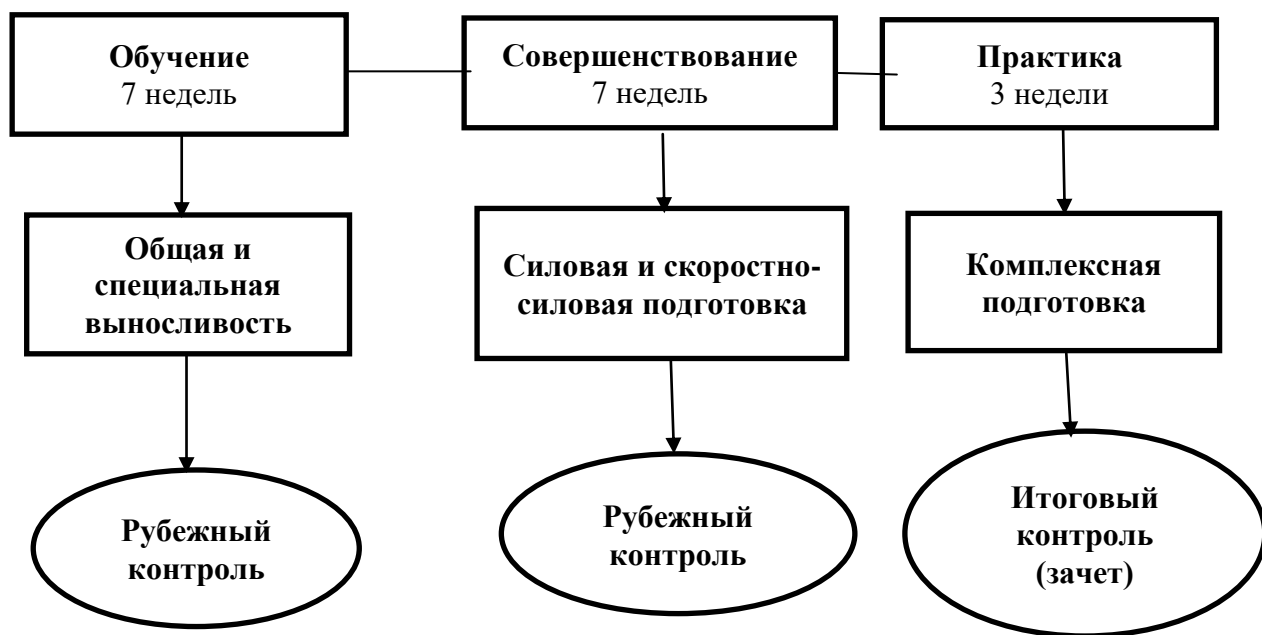 Обучение
7 недель
Совершенствование
7 недель
Практика
3 недели
Общая и
специальная
выносливость
Силовая и скоростно-
силовая подготовка
Комплексная
подготовка
Рубежный
контроль
Рубежный
контроль
Итоговый
контроль
(зачет)